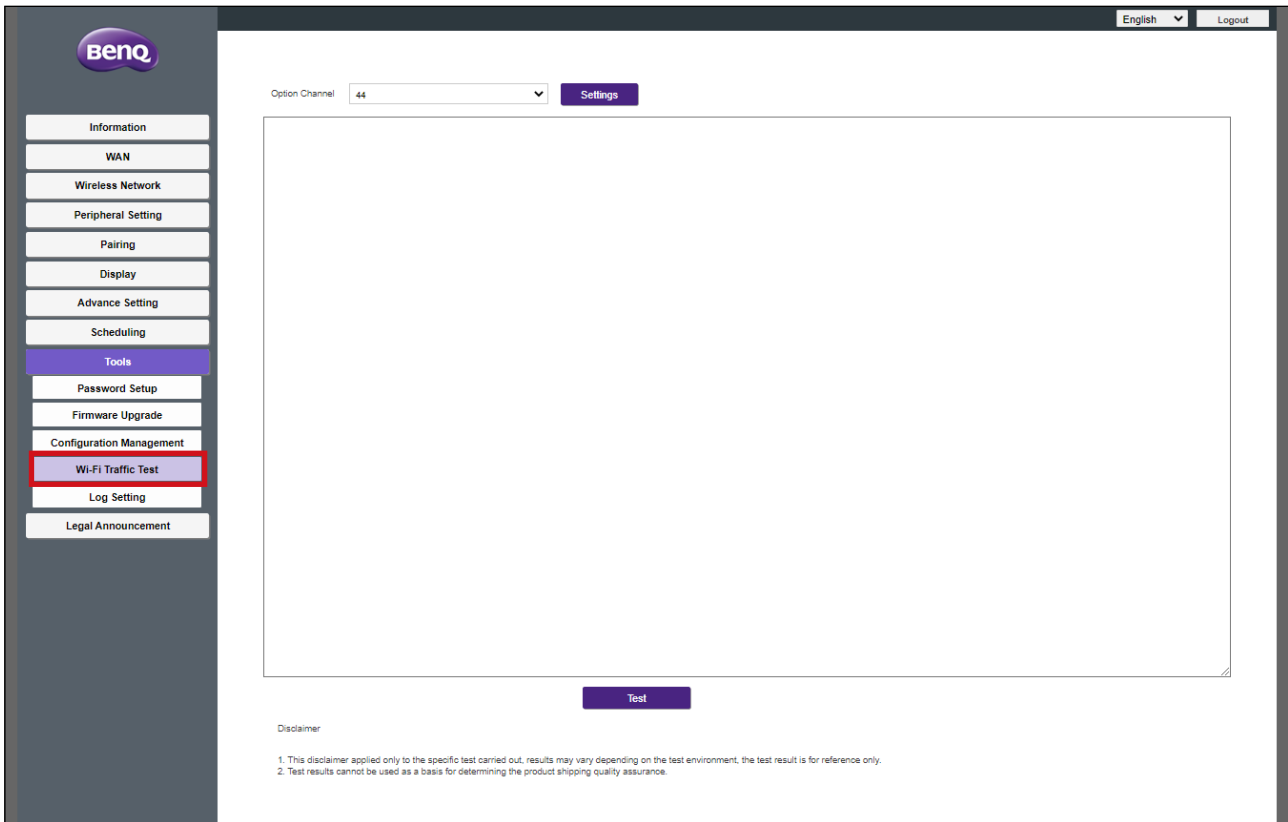 English
Logout
BenQ
Option Channel
44
Settings
Information
WAN
Wireless Network
Peripheral Setting
Pairing
Display
Advance Setting
Scheduling
Tools
Password Setup
Firmware Upgrade
Configuration Management
Wi-Fi Traffic Test
Log Setting
Legal Announcement
Test
Disclaimer
1. This disclaimer applied only to the specific test carried out, results may vary depending on the test environment, the test result is for reference only.
2. Test results cannot be used as a basis for determining the product shipping quality assurance.